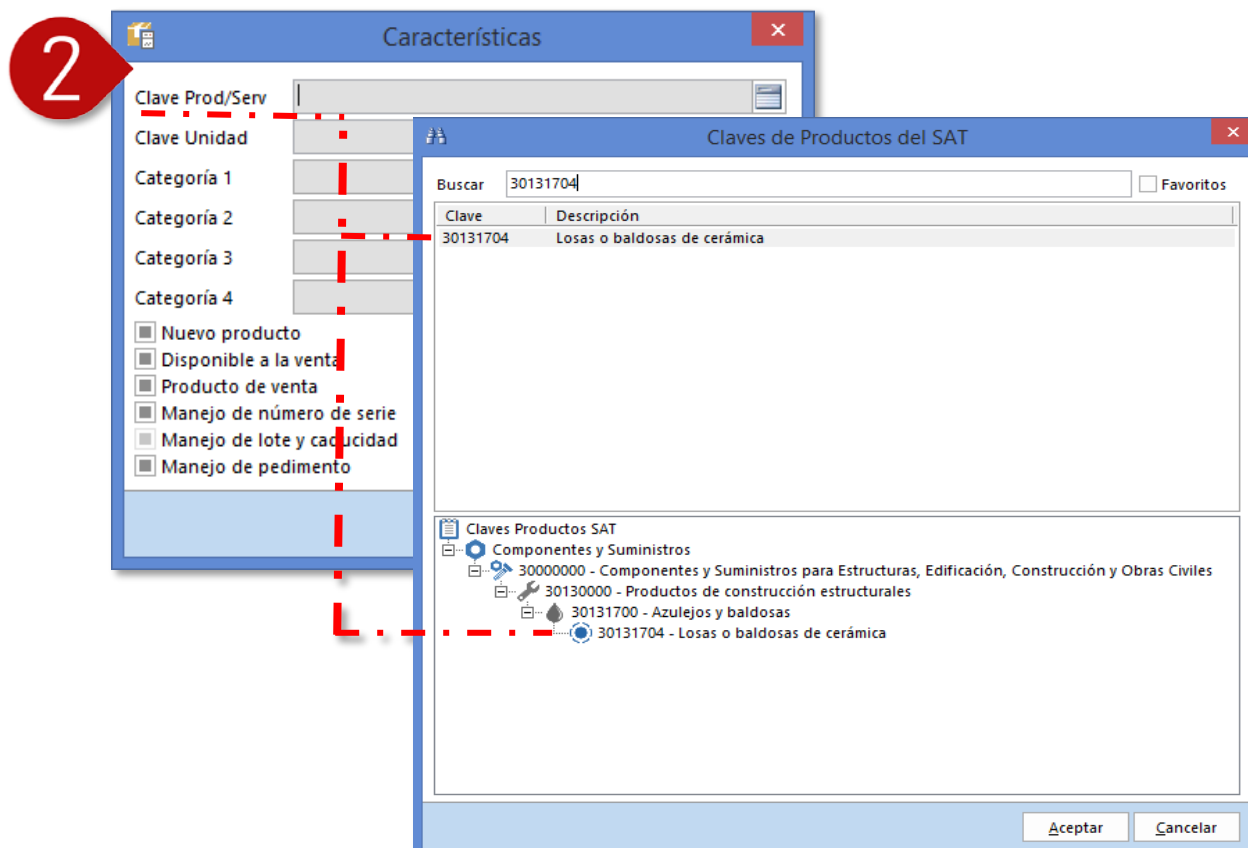 2
Características
Clave Prod/Serv
Clave Unidad
Categoría 1
Categoría 2
Categoría 3
Categoría 4
Nuevo producto
Disponible a la venta
Producto de venta
Manejo de número de serie
Manejo de lote y caducidad
Manejo de pedimento
Claves de Productos del SAT
Buscar 30131704 Favoritos
Clave Descripción
30131704 Losas o baldosas de cerámica
Claves Productos SAT
Componentes y Suministros
30000000 - Componentes y Suministros para Estructuras, Edificación, Construcción y Obras Civiles
30130000 - Productos de construcción estructurales
30131700 - Azulejos y baldosas
30131704 - Losas o baldosas de cerámica
Aceptar Cancelar